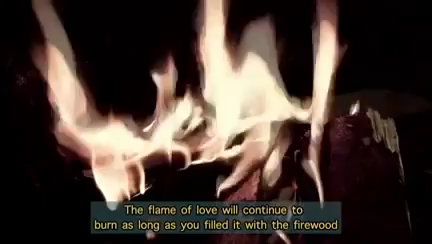 The flame of love will continue to
burn as long as you filled it with the firewood